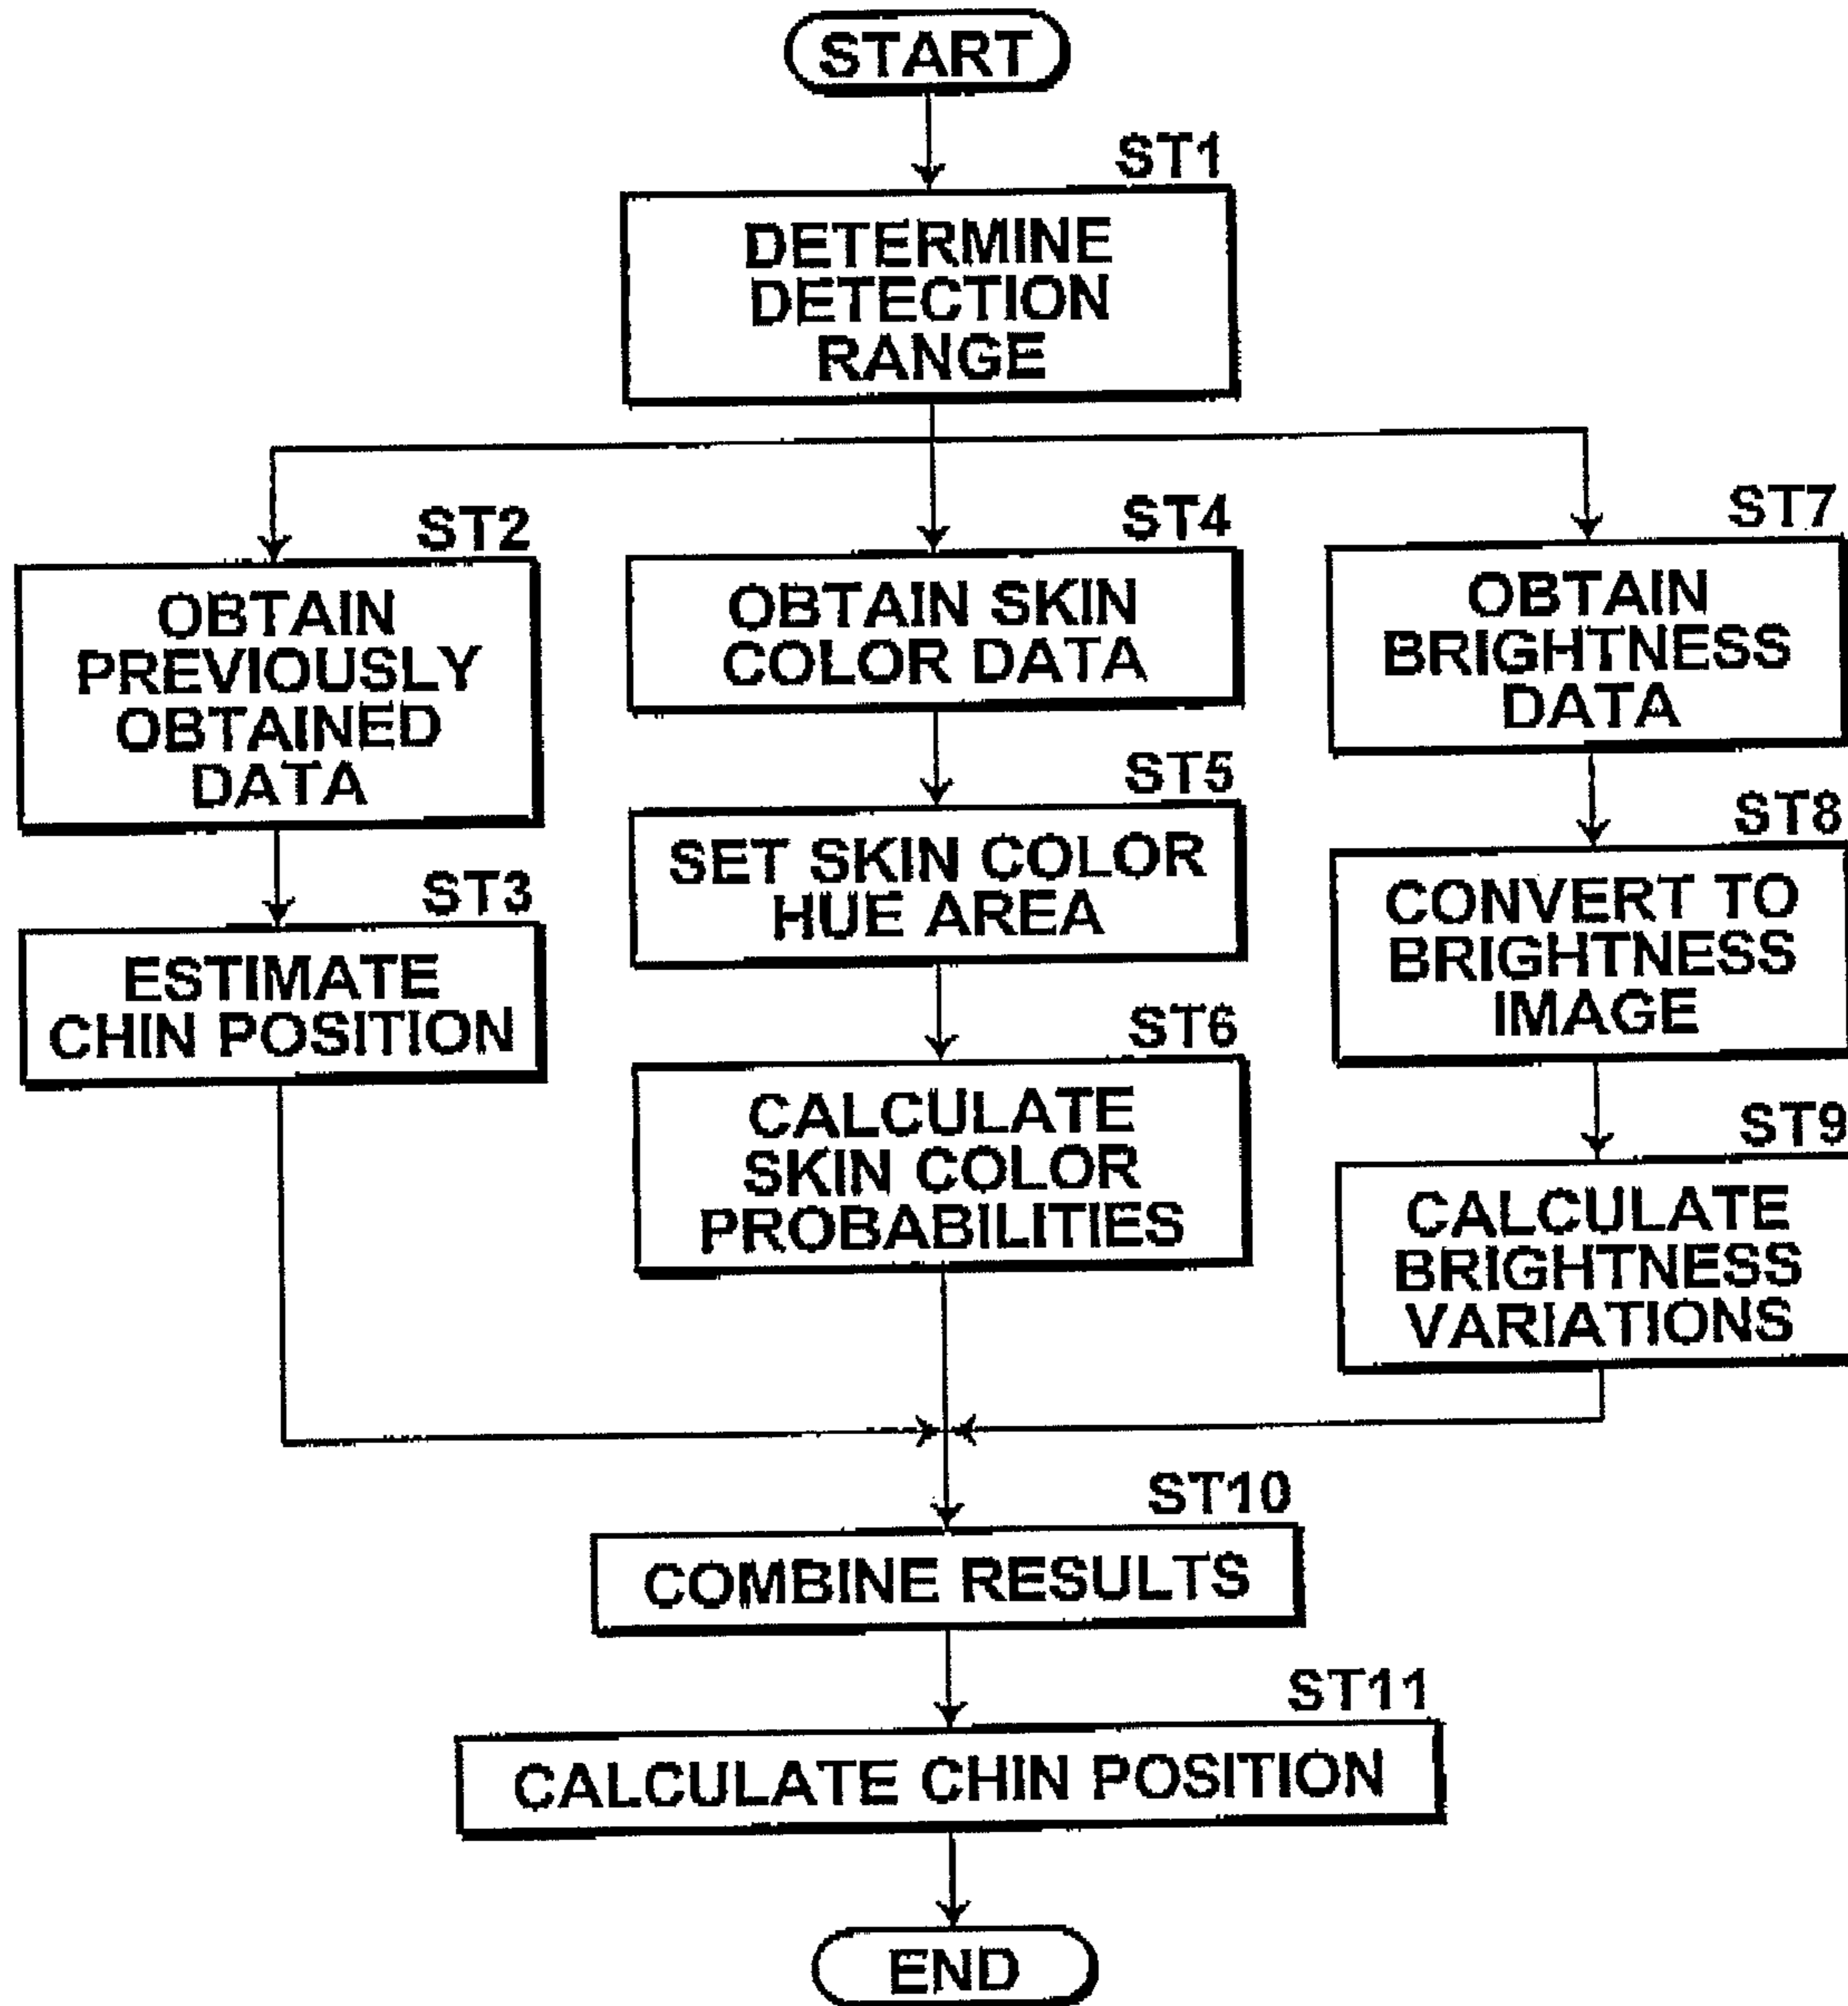 START
ST1
DETERMINE
DETECTION
RANGE
ST2
OBTAIN
PREVIOUSLY
OBTAINED
DATA
ST3
ESTIMATE
CHIN POSITION
ST4
OBTAIN SKIN
COLOR DATA
ST5
SET SKIN COLOR
HUE AREA
ST6
CALCULATE
SKIN COLOR
PROBABILITIES
ST7
OBTAIN
BRIGHTNESS
DATA
ST8
CONVERT TO
BRIGHTNESS
IMAGE
ST9
CALCULATE
BRIGHTNESS
VARIATIONS
ST10
COMBINE RESULTS
ST11
CALCULATE CHIN POSITION
END